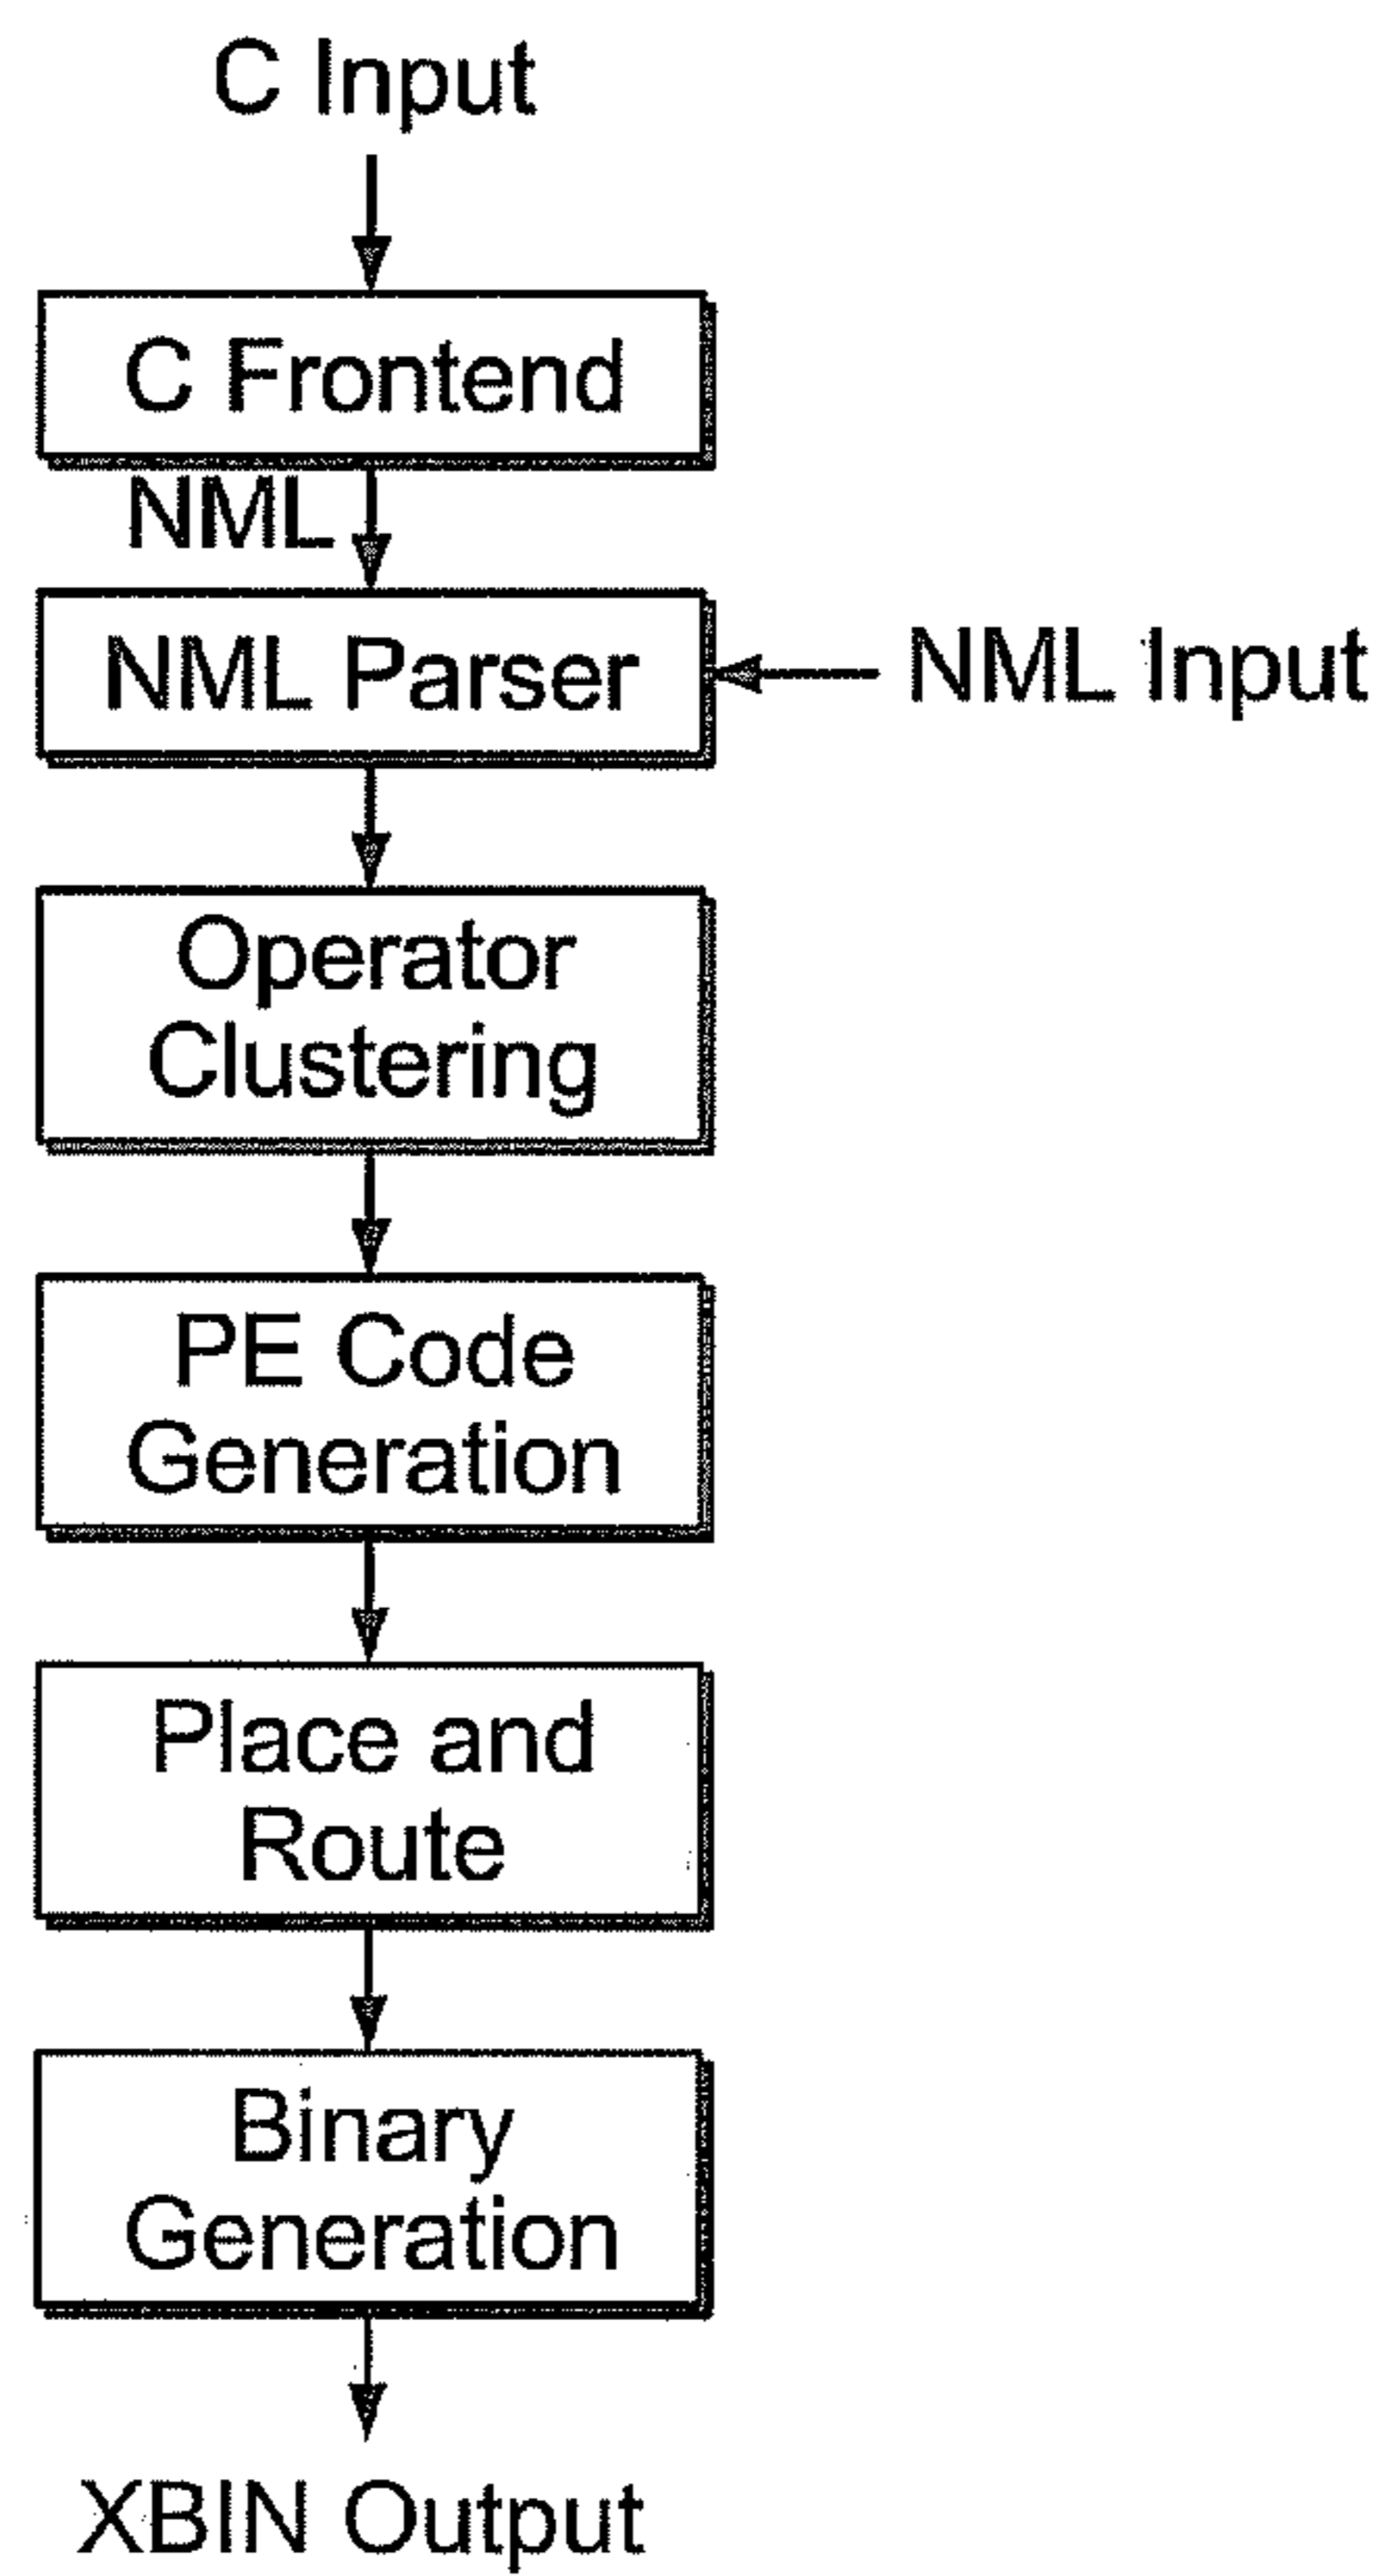 C Input
C Frontend
NML
NML Parser
NML Input
Operator
Clustering
PE Code
Generation
Place and
Route
Binary
Generation
XBIN Output